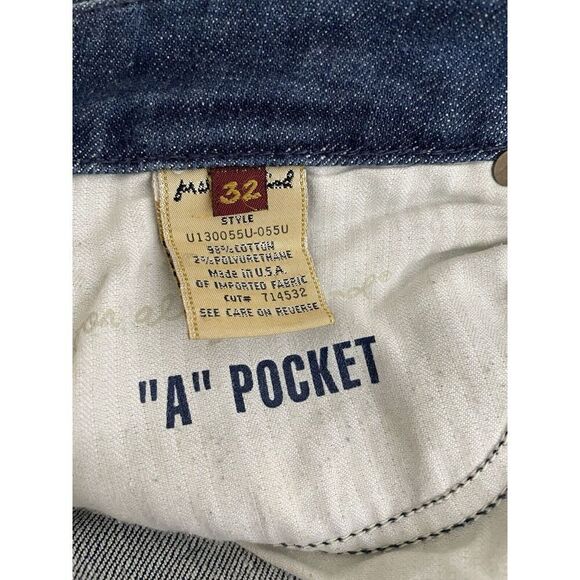 32
STYLE
U130055U-055U
98% COTTON
2% POLYURETHANE
Made in U.S.A.
OF IMPORTED FABRIC
CUT# 714532
SEE CARE ON REVERSE
"A" POCKET